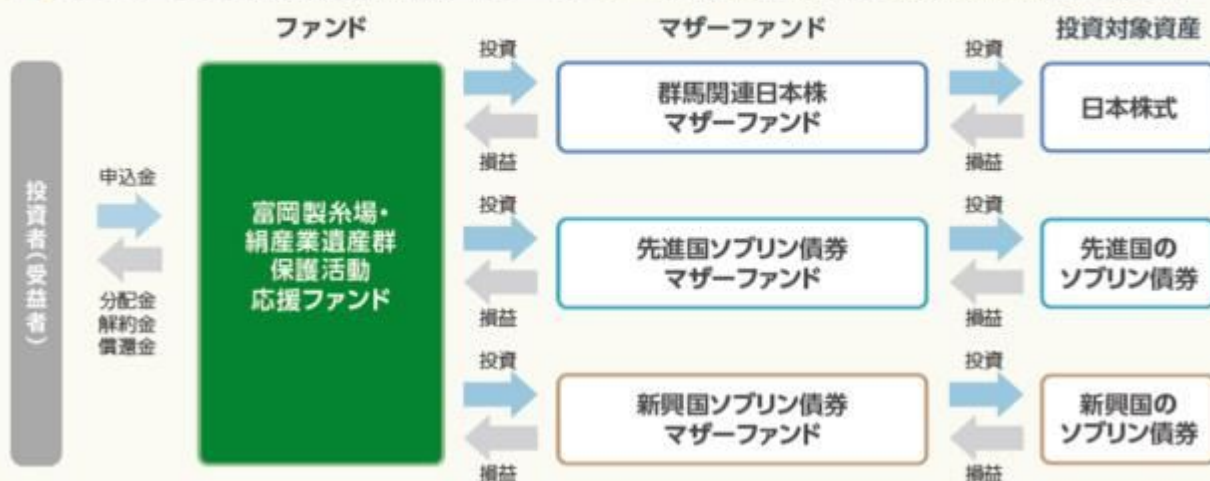 ファンド
マザーファンド
投資対象資産
投資者(受益者)
申込金
分配金
解約金
償還金
富岡製糸場・
絹産業遺産群
保護活動
応援ファンド
投資
損益
群馬関連日本株
マザーファンド
投資
損益
日本株式
投資
損益
先進国ソブリン債券
マザーファンド
投資
損益
先進国の
ソブリン債券
投資
損益
新興国ソブリン債券
マザーファンド
投資
損益
新興国の
ソブリン債券